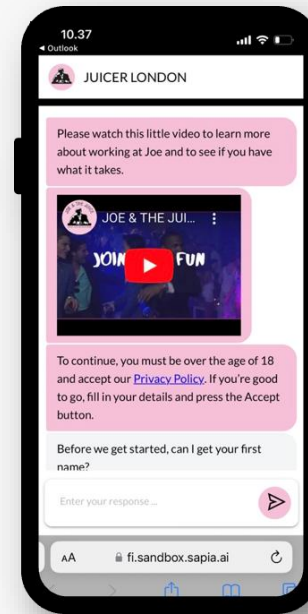 10.37
◀ Outlook
JUICER LONDON
Please watch this little video to learn more
about working at Joe and to see if you have
what it takes.
JOE & THE JUI...
JOIN
FUN
To continue, you must be over the age of 18
and accept our Privacy Policy. If you're good
to go, fill in your details and press the Accept
button.
Before we get started, can I get your first
name?
Enter your response ...
AA
fi.sandbox.sapia.ai